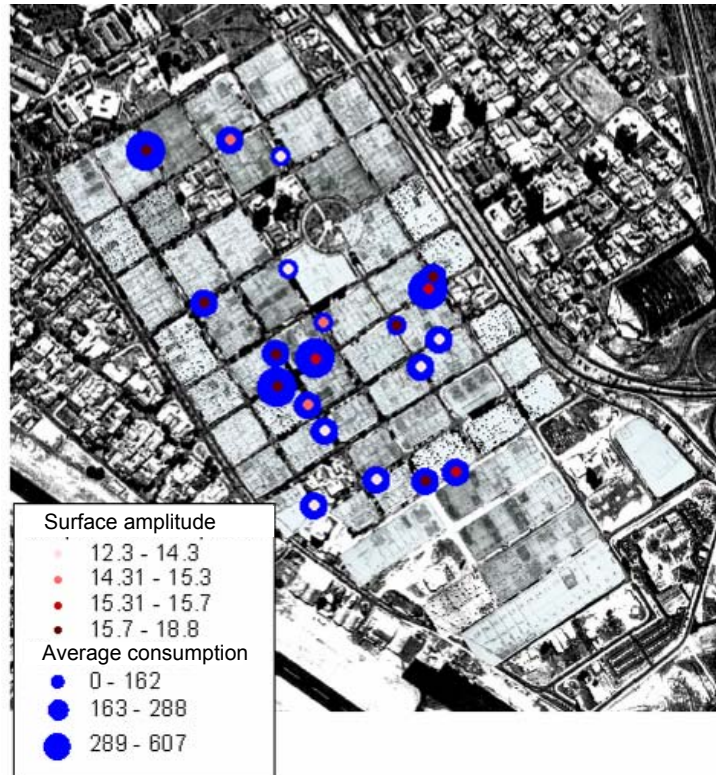 Surface amplitude
12.3 - 14.3
14.31 - 15.3
15.31 - 15.7
15.7 - 18.8
Average consumption
0 - 162
163 - 288
289 - 607